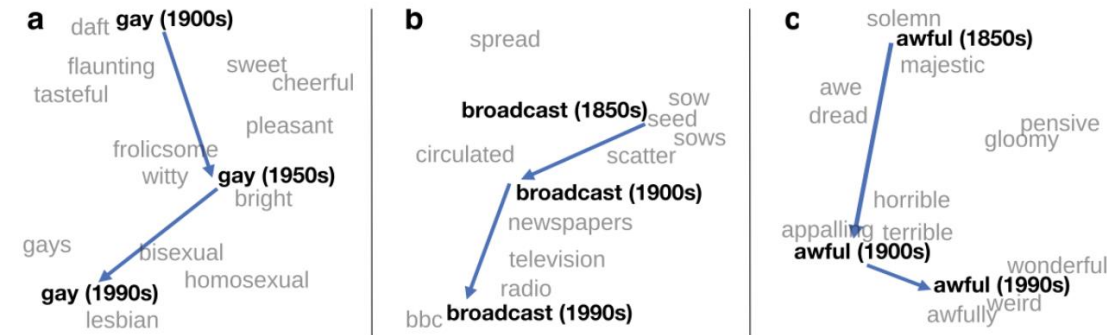 a
daft gay (1900s)
flaunting sweet
tasteful cheerful
pleasant
frolicsome
witty gay (1950s)
bright
gays bisexual
homosexual
gay (1990s)
lesbian
b
spread
broadcast (1850s) sow
seed
sows
circulated scatter
broadcast (1900s)
newspapers
television
radio
bbc broadcast (1990s)
c
solemn
awful (1850s)
majestic
awe
dread
pensive
gloomy
horrible
appalling terrible
awful (1900s)
wonderful
awful (1990s)
weird
awfully